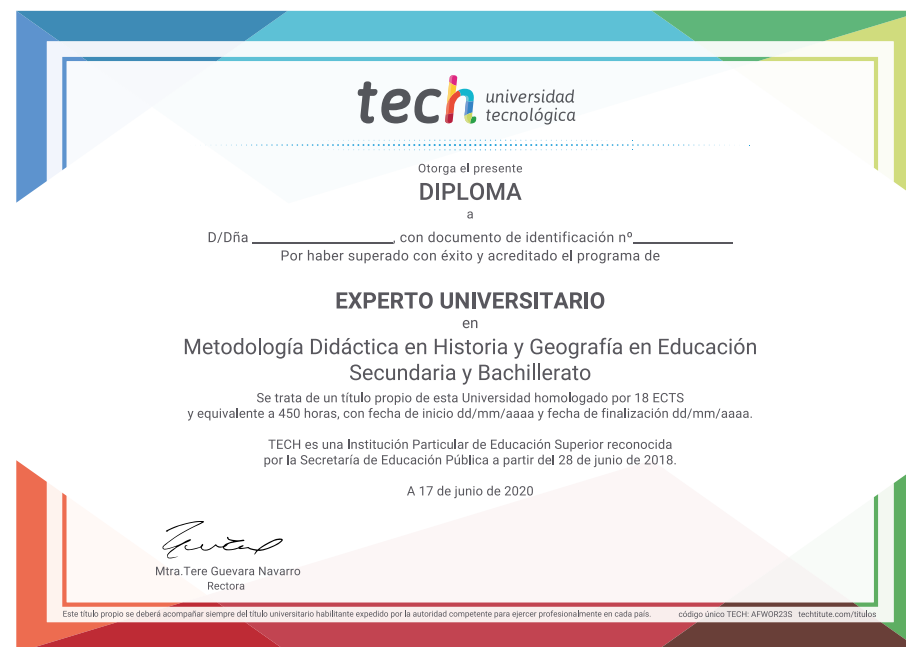 tech universidad
tecnológica
Otorga el presente
DIPLOMA
a
D/Dña ____________________, con documento de identificación nº______________
Por haber superado con éxito y acreditado el programa de
EXPERTO UNIVERSITARIO
en
Metodología Didáctica en Historia y Geografía en Educación
Secundaria y Bachillerato
Se trata de un título propio de esta Universidad homologado por 18 ECTS
y equivalente a 450 horas, con fecha de inicio dd/mm/aaaa y fecha de finalización dd/mm/aaaa.
TECH es una Institución Particular de Educación Superior reconocida
por la Secretaría de Educación Pública a partir del 28 de junio de 2018.
A 17 de junio de 2020
Mtra.Tere Guevara Navarro
Rectora
Este título propio se deberá acompañar siempre del título universitario habilitante expedido por la autoridad competente para ejercer profesionalmente en cada país. código único TECH: AFWOR23S techtitute.com/titulos